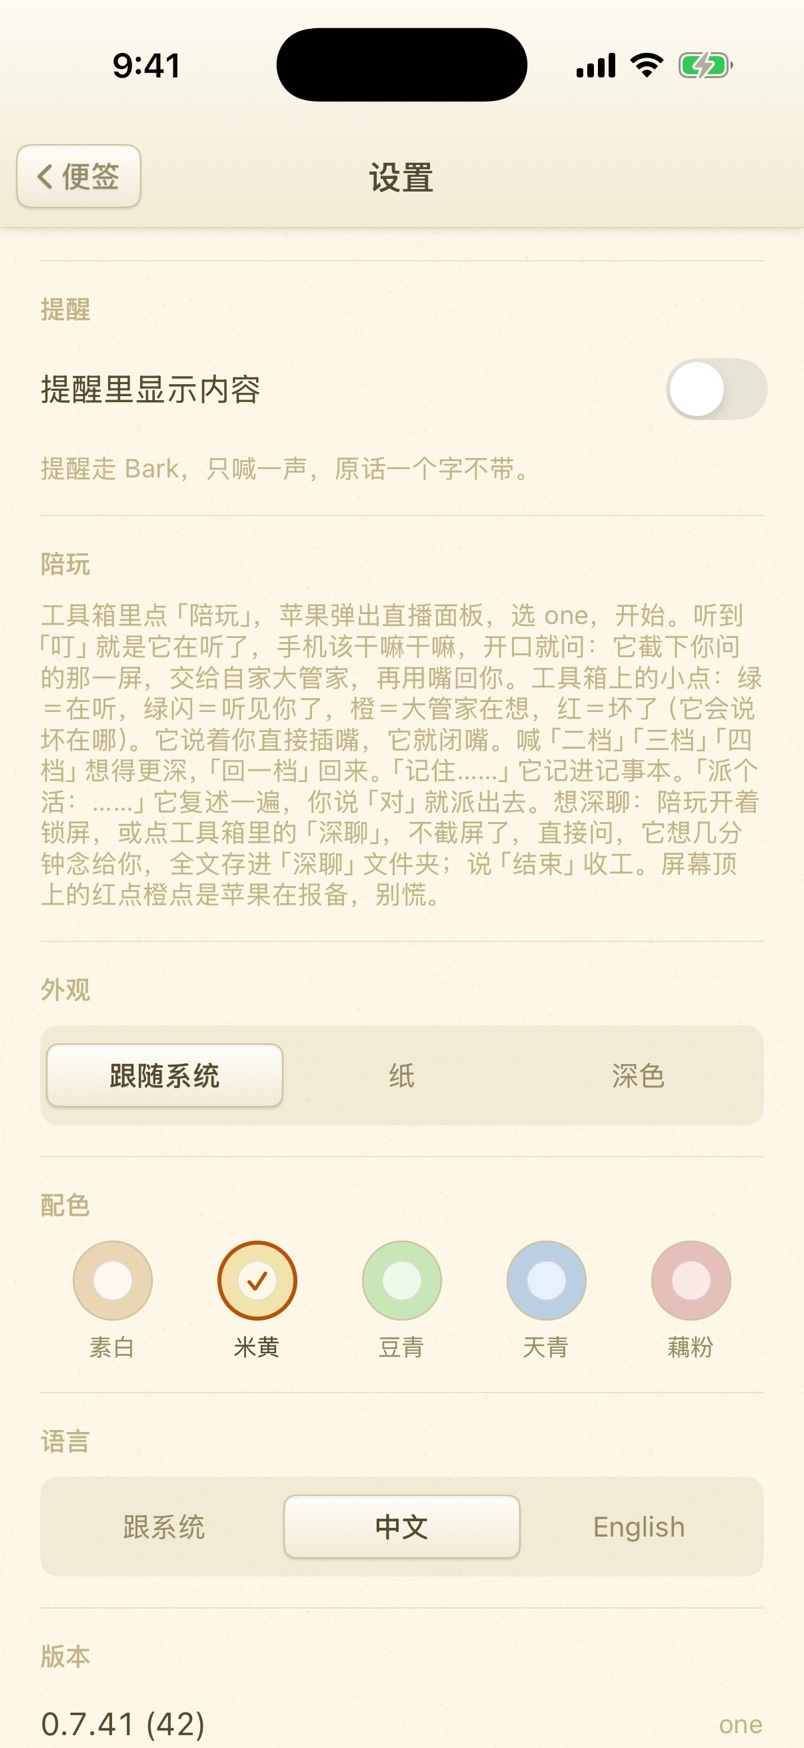 9:41
便签
设置
提醒
提醒里显示内容
提醒走 Bark，只喊一声，原话一个字不带。
陪玩
工具箱里点「陪玩」，苹果弹出直播面板，选 one，开始。听到
「叮」就是它在听了，手机该干嘛干嘛，开口就问：它截下你问
的那一屏，交给自家大管家，再用嘴回你。工具箱上的小点：绿
＝在听，绿闪＝听见你了，橙＝大管家在想，红＝坏了（它会说
坏在哪）。它说着你直接插嘴，它就闭嘴。喊「二档」「三档」「四
档」想得更深，「回一档」回来。「记住……」它记进记事本。「派个
活：……」它复述一遍，你说「对」就派出去。想深聊：陪玩开着
锁屏，或点工具箱里的「深聊」，不截屏了，直接问，它想几分
钟念给你，全文存进「深聊」文件夹；说「结束」收工。屏幕顶
上的红点橙点是苹果在报备，别慌。
外观
跟随系统 纸 深色
配色
素白 米黄 豆青 天青 藕粉
语言
跟系统 中文 English
版本
0.7.41 (42) one